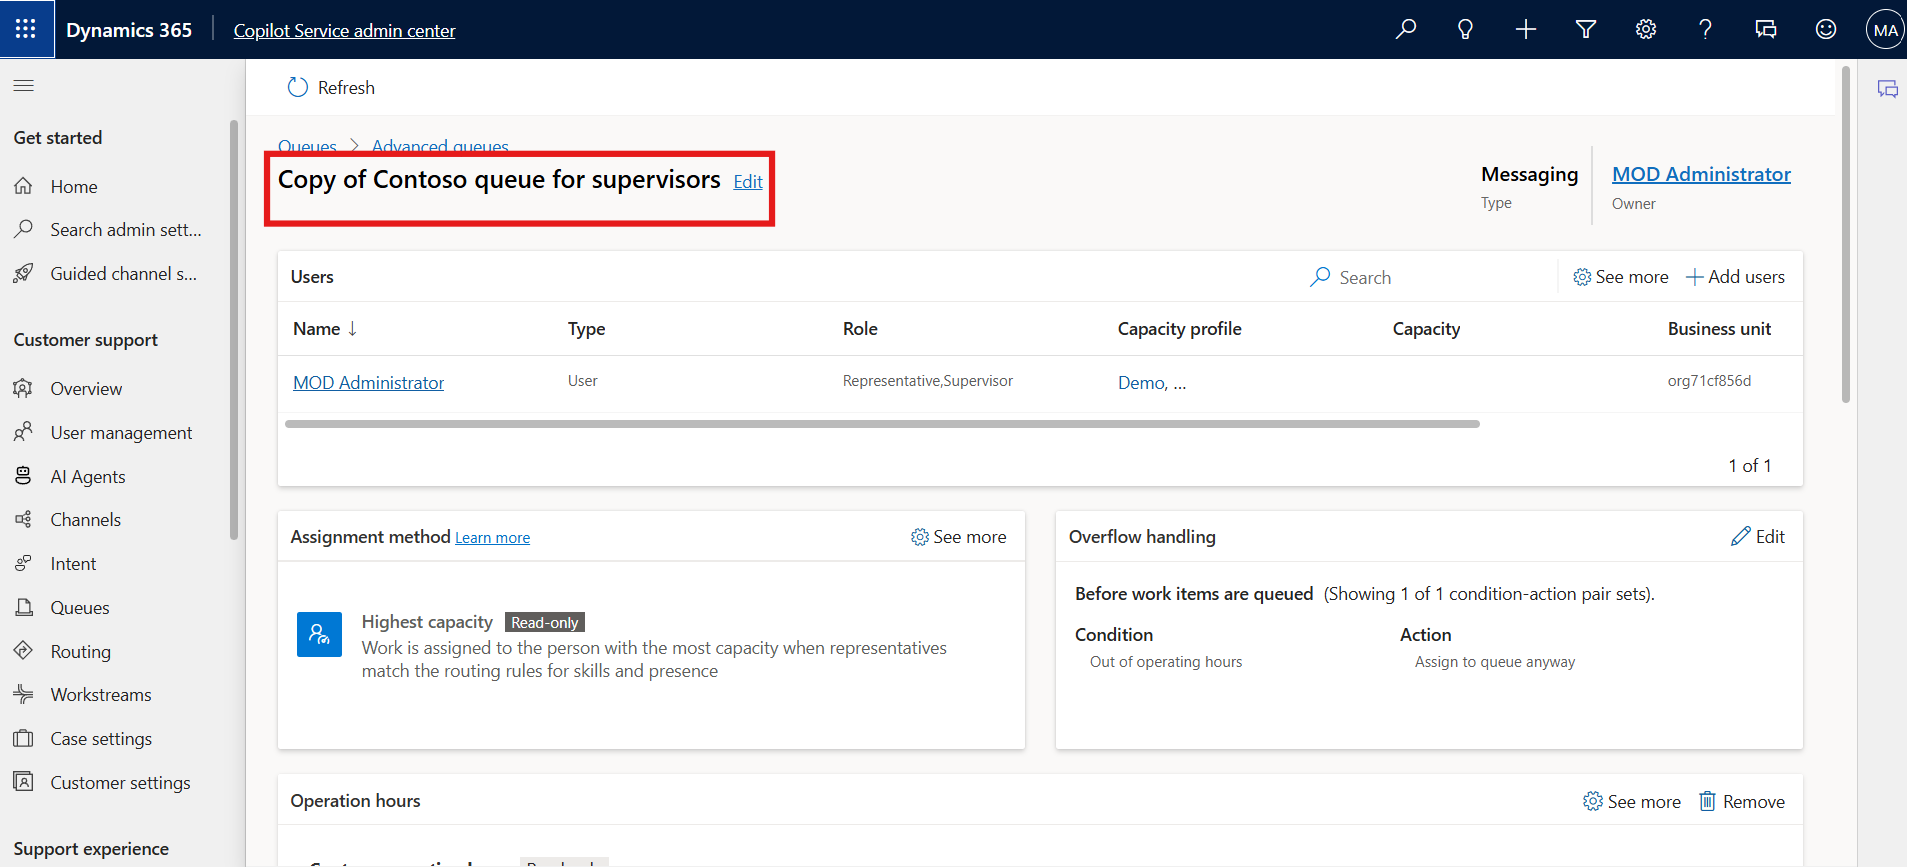 Dynamics 365 Copilot Service admin center MA
Refresh
Get started
Home
Search admin sett...
Guided channel s...
Customer support
Overview
User management
AI Agents
Channels
Intent
Queues
Routing
Workstreams
Case settings
Customer settings
Support experience
Queues > Advanced queues
Copy of Contoso queue for supervisors Edit
Messaging
Type
MOD Administrator
Owner
Users Search See more Add users
Name ↓ Type Role Capacity profile Capacity Business unit
MOD Administrator User Representative,Supervisor Demo, ... org71cf856d
1 of 1
Assignment method Learn more See more
Highest capacity Read-only
Work is assigned to the person with the most capacity when representatives
match the routing rules for skills and presence
Overflow handling Edit
Before work items are queued (Showing 1 of 1 condition-action pair sets).
Condition Action
Out of operating hours Assign to queue anyway
Operation hours See more Remove